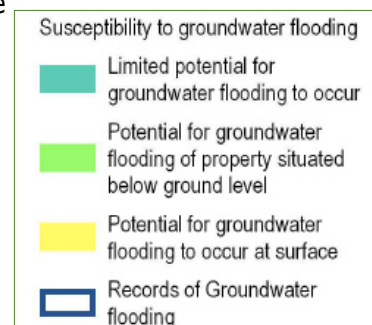 e
Susceptibility to groundwater flooding
Limited potential for
groundwater flooding to occur
Potential for groundwater
flooding of property situated
below ground level
Potential for groundwater
flooding to occur at surface
Records of Groundwater
flooding